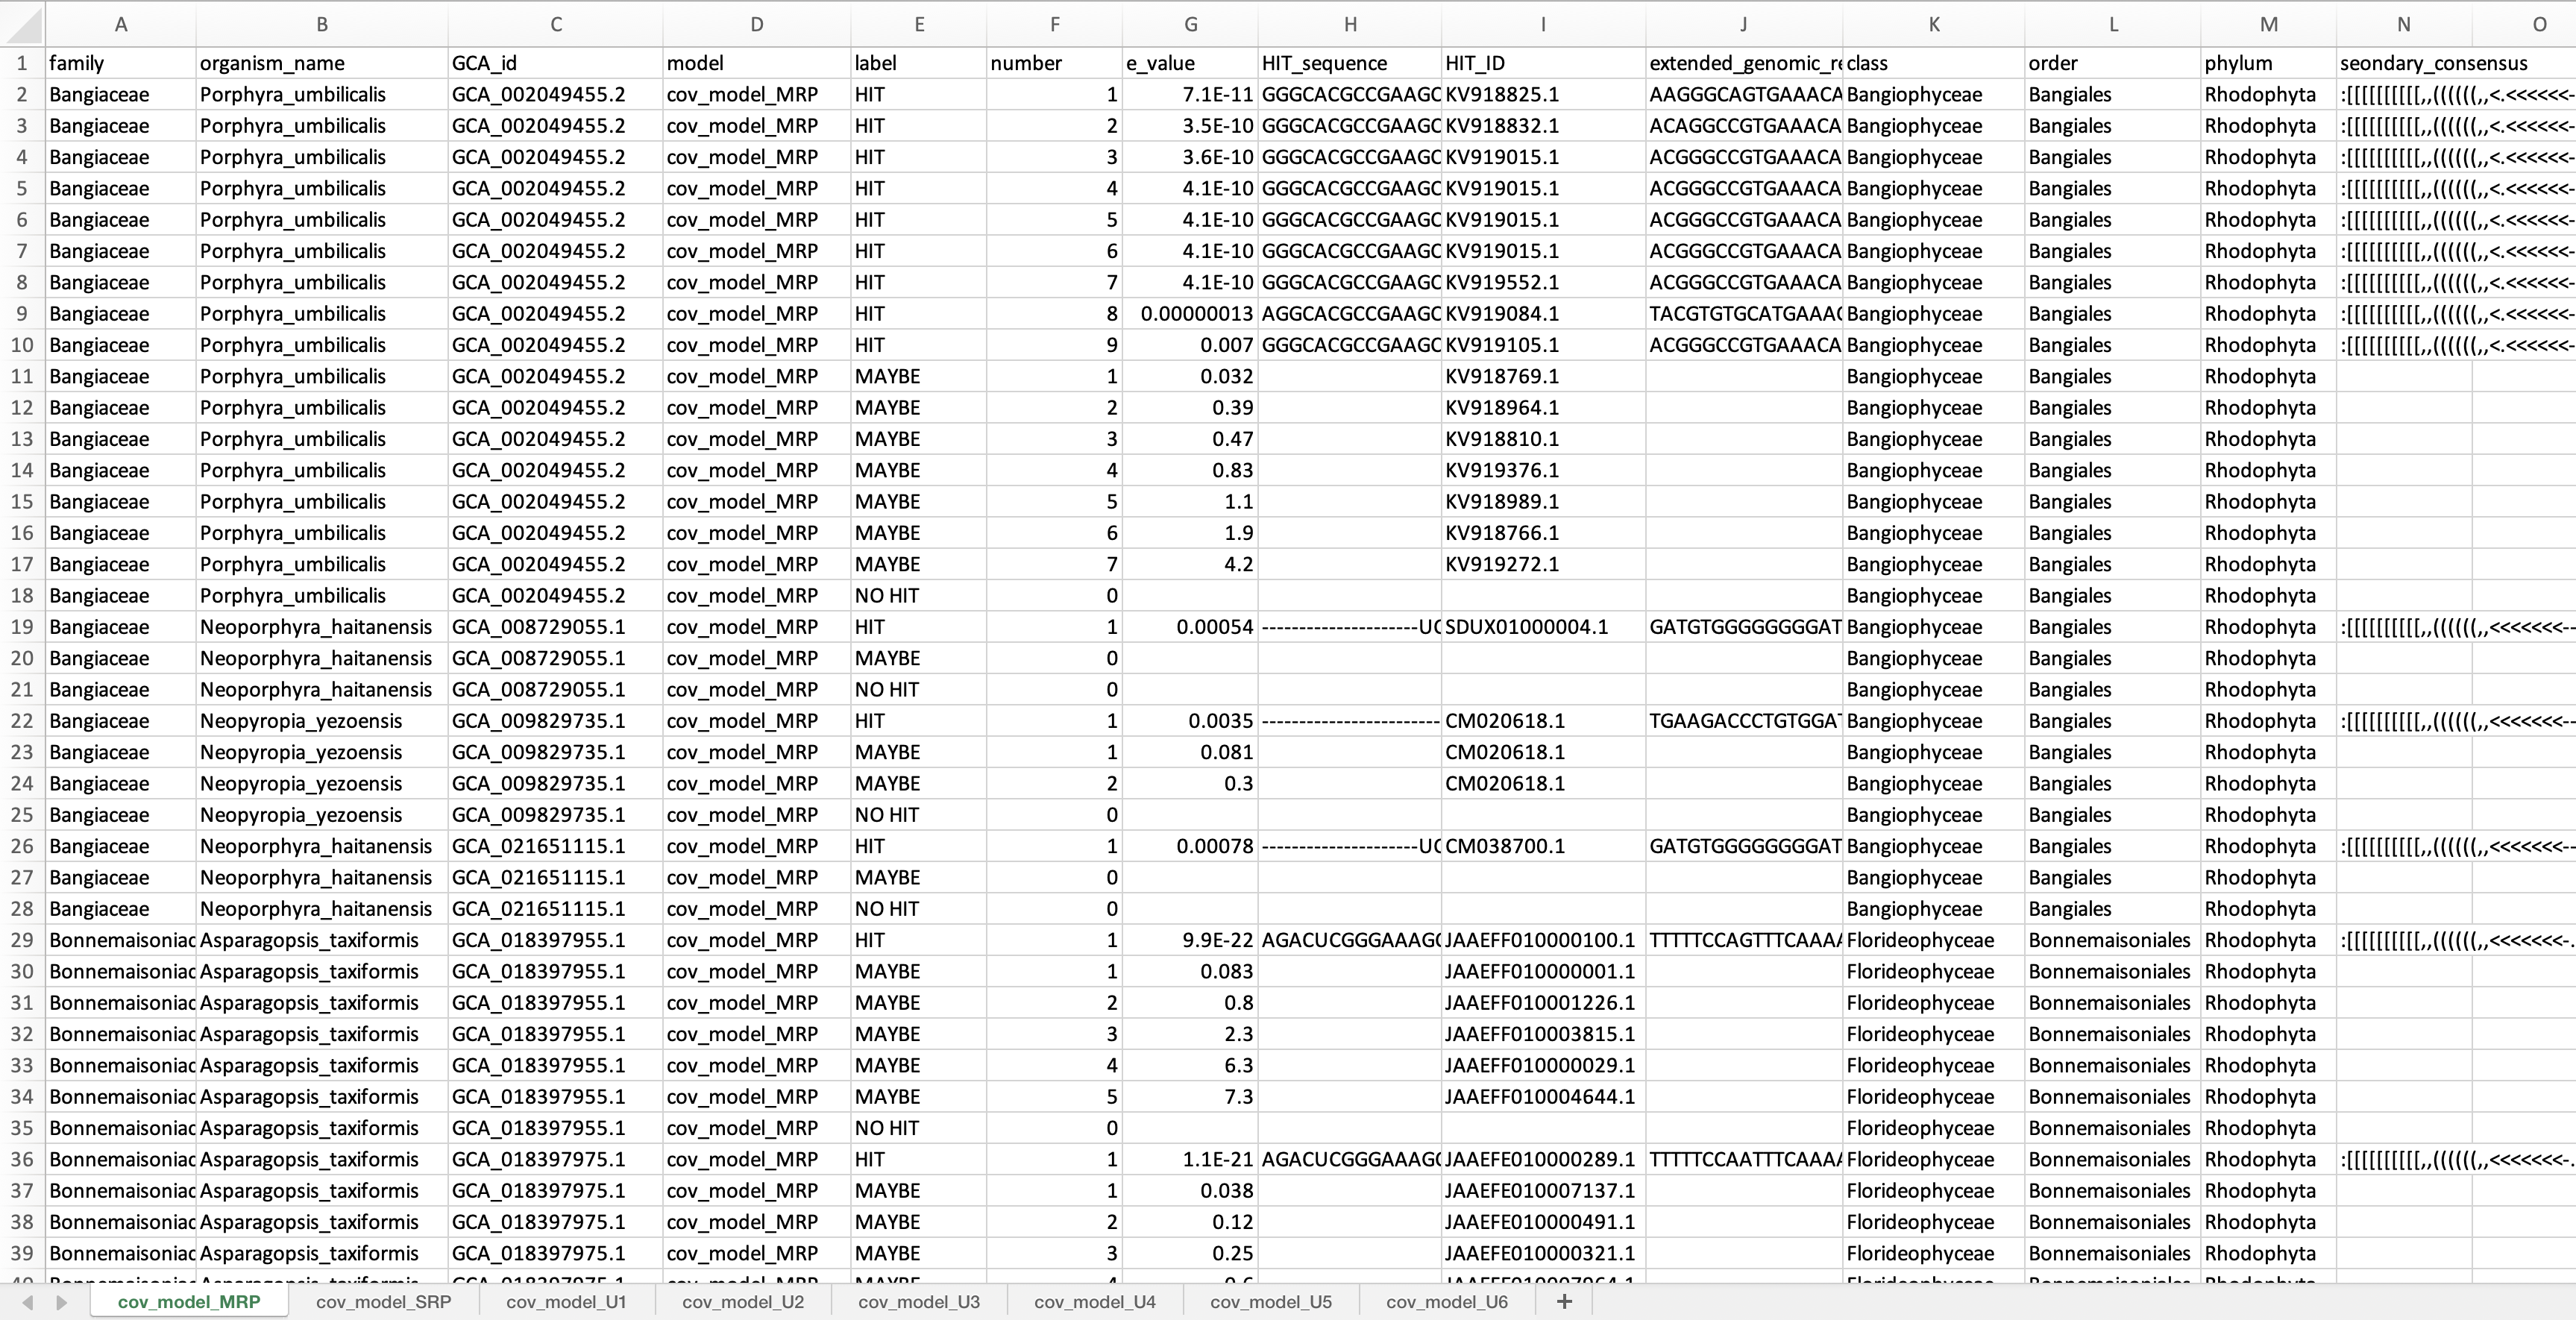 A B C D E F G H I J K L M N O
1 family organism_name GCA_id model label number e_value HIT_sequence HIT_ID extended_genomic_re class order phylum seondary_consensus
2 Bangiaceae Porphyra_umbilicalis GCA_002049455.2 cov_model_MRP HIT 1 7.1E-11 GGGCACGCCGAAGC KV918825.1 AAGGGCAGTGAAACA Bangiophyceae Bangiales Rhodophyta :[[[[[[[[[[,,((((((,,<.<<<<<<-
3 Bangiaceae Porphyra_umbilicalis GCA_002049455.2 cov_model_MRP HIT 2 3.5E-10 GGGCACGCCGAAGC KV918832.1 ACAGGCCGTGAAACA Bangiophyceae Bangiales Rhodophyta :[[[[[[[[[[,,((((((,,<.<<<<<<-
4 Bangiaceae Porphyra_umbilicalis GCA_002049455.2 cov_model_MRP HIT 3 3.6E-10 GGGCACGCCGAAGC KV919015.1 ACGGGCCGTGAAACA Bangiophyceae Bangiales Rhodophyta :[[[[[[[[[[,,((((((,,<.<<<<<<-
5 Bangiaceae Porphyra_umbilicalis GCA_002049455.2 cov_model_MRP HIT 4 4.1E-10 GGGCACGCCGAAGC KV919015.1 ACGGGCCGTGAAACA Bangiophyceae Bangiales Rhodophyta :[[[[[[[[[[,,((((((,,<.<<<<<<-
6 Bangiaceae Porphyra_umbilicalis GCA_002049455.2 cov_model_MRP HIT 5 4.1E-10 GGGCACGCCGAAGC KV919015.1 ACGGGCCGTGAAACA Bangiophyceae Bangiales Rhodophyta :[[[[[[[[[[,,((((((,,<.<<<<<<-
7 Bangiaceae Porphyra_umbilicalis GCA_002049455.2 cov_model_MRP HIT 6 4.1E-10 GGGCACGCCGAAGC KV919015.1 ACGGGCCGTGAAACA Bangiophyceae Bangiales Rhodophyta :[[[[[[[[[[,,((((((,,<.<<<<<<-
8 Bangiaceae Porphyra_umbilicalis GCA_002049455.2 cov_model_MRP HIT 7 4.1E-10 GGGCACGCCGAAGC KV919552.1 ACGGGCCGTGAAACA Bangiophyceae Bangiales Rhodophyta :[[[[[[[[[[,,((((((,,<.<<<<<<-
9 Bangiaceae Porphyra_umbilicalis GCA_002049455.2 cov_model_MRP HIT 8 0.00000013 AGGCACGCCGAAGC KV919084.1 TACGTGTGCATGAAAC Bangiophyceae Bangiales Rhodophyta :[[[[[[[[[[,,((((((,,<.<<<<<<-
10 Bangiaceae Porphyra_umbilicalis GCA_002049455.2 cov_model_MRP HIT 9 0.007 GGGCACGCCGAAGC KV919105.1 ACGGGCCGTGAAACA Bangiophyceae Bangiales Rhodophyta :[[[[[[[[[[,,((((((,,<.<<<<<<-
11 Bangiaceae Porphyra_umbilicalis GCA_002049455.2 cov_model_MRP MAYBE 1 0.032 KV918769.1 Bangiophyceae Bangiales Rhodophyta
12 Bangiaceae Porphyra_umbilicalis GCA_002049455.2 cov_model_MRP MAYBE 2 0.39 KV918964.1 Bangiophyceae Bangiales Rhodophyta
13 Bangiaceae Porphyra_umbilicalis GCA_002049455.2 cov_model_MRP MAYBE 3 0.47 KV918810.1 Bangiophyceae Bangiales Rhodophyta
14 Bangiaceae Porphyra_umbilicalis GCA_002049455.2 cov_model_MRP MAYBE 4 0.83 KV919376.1 Bangiophyceae Bangiales Rhodophyta
15 Bangiaceae Porphyra_umbilicalis GCA_002049455.2 cov_model_MRP MAYBE 5 1.1 KV918989.1 Bangiophyceae Bangiales Rhodophyta
16 Bangiaceae Porphyra_umbilicalis GCA_002049455.2 cov_model_MRP MAYBE 6 1.9 KV918766.1 Bangiophyceae Bangiales Rhodophyta
17 Bangiaceae Porphyra_umbilicalis GCA_002049455.2 cov_model_MRP MAYBE 7 4.2 KV919272.1 Bangiophyceae Bangiales Rhodophyta
18 Bangiaceae Porphyra_umbilicalis GCA_002049455.2 cov_model_MRP NO HIT 0 Bangiophyceae Bangiales Rhodophyta
19 Bangiaceae Neoporphyra_haitanensis GCA_008729055.1 cov_model_MRP HIT 1 0.00054 ---------------------UC SDUX01000004.1 GATGTGGGGGGGGAT Bangiophyceae Bangiales Rhodophyta :[[[[[[[[[[,,((((((,,<<<<<<<--
20 Bangiaceae Neoporphyra_haitanensis GCA_008729055.1 cov_model_MRP MAYBE 0 Bangiophyceae Bangiales Rhodophyta
21 Bangiaceae Neoporphyra_haitanensis GCA_008729055.1 cov_model_MRP NO HIT 0 Bangiophyceae Bangiales Rhodophyta
22 Bangiaceae Neopyropia_yezoensis GCA_009829735.1 cov_model_MRP HIT 1 0.0035 ------------------------ CM020618.1 TGAAGACCCTGTGGAT Bangiophyceae Bangiales Rhodophyta :[[[[[[[[[[,,((((((,,<<<<<<<--
23 Bangiaceae Neopyropia_yezoensis GCA_009829735.1 cov_model_MRP MAYBE 1 0.081 CM020618.1 Bangiophyceae Bangiales Rhodophyta
24 Bangiaceae Neopyropia_yezoensis GCA_009829735.1 cov_model_MRP MAYBE 2 0.3 CM020618.1 Bangiophyceae Bangiales Rhodophyta
25 Bangiaceae Neopyropia_yezoensis GCA_009829735.1 cov_model_MRP NO HIT 0 Bangiophyceae Bangiales Rhodophyta
26 Bangiaceae Neoporphyra_haitanensis GCA_021651115.1 cov_model_MRP HIT 1 0.00078 ---------------------UC CM038700.1 GATGTGGGGGGGGAT Bangiophyceae Bangiales Rhodophyta :[[[[[[[[[[,,((((((,,<<<<<<<--
27 Bangiaceae Neoporphyra_haitanensis GCA_021651115.1 cov_model_MRP MAYBE 0 Bangiophyceae Bangiales Rhodophyta
28 Bangiaceae Neoporphyra_haitanensis GCA_021651115.1 cov_model_MRP NO HIT 0 Bangiophyceae Bangiales Rhodophyta
29 Bonnemaisoniac Asparagopsis_taxiformis GCA_018397955.1 cov_model_MRP HIT 1 9.9E-22 AGACUCGGGAAAGC JAAEFF010000100.1 TTTTTCCAGTTTCAAAA Florideophyceae Bonnemaisoniales Rhodophyta :[[[[[[[[[[,,((((((,,<<<<<<<-.
30 Bonnemaisoniac Asparagopsis_taxiformis GCA_018397955.1 cov_model_MRP MAYBE 1 0.083 JAAEFF010000001.1 Florideophyceae Bonnemaisoniales Rhodophyta
31 Bonnemaisoniac Asparagopsis_taxiformis GCA_018397955.1 cov_model_MRP MAYBE 2 0.8 JAAEFF010001226.1 Florideophyceae Bonnemaisoniales Rhodophyta
32 Bonnemaisoniac Asparagopsis_taxiformis GCA_018397955.1 cov_model_MRP MAYBE 3 2.3 JAAEFF010003815.1 Florideophyceae Bonnemaisoniales Rhodophyta
33 Bonnemaisoniac Asparagopsis_taxiformis GCA_018397955.1 cov_model_MRP MAYBE 4 6.3 JAAEFF010000029.1 Florideophyceae Bonnemaisoniales Rhodophyta
34 Bonnemaisoniac Asparagopsis_taxiformis GCA_018397955.1 cov_model_MRP MAYBE 5 7.3 JAAEFF010004644.1 Florideophyceae Bonnemaisoniales Rhodophyta
35 Bonnemaisoniac Asparagopsis_taxiformis GCA_018397955.1 cov_model_MRP NO HIT 0 Florideophyceae Bonnemaisoniales Rhodophyta
36 Bonnemaisoniac Asparagopsis_taxiformis GCA_018397975.1 cov_model_MRP HIT 1 1.1E-21 AGACUCGGGAAAGC JAAEFE010000289.1 TTTTTCCAATTTCAAAA Florideophyceae Bonnemaisoniales Rhodophyta :[[[[[[[[[[,,((((((,,<<<<<<<-.
37 Bonnemaisoniac Asparagopsis_taxiformis GCA_018397975.1 cov_model_MRP MAYBE 1 0.038 JAAEFE010007137.1 Florideophyceae Bonnemaisoniales Rhodophyta
38 Bonnemaisoniac Asparagopsis_taxiformis GCA_018397975.1 cov_model_MRP MAYBE 2 0.12 JAAEFE010000491.1 Florideophyceae Bonnemaisoniales Rhodophyta
39 Bonnemaisoniac Asparagopsis_taxiformis GCA_018397975.1 cov_model_MRP MAYBE 3 0.25 JAAEFE010000321.1 Florideophyceae Bonnemaisoniales Rhodophyta
cov_model_MRP cov_model_SRP cov_model_U1 cov_model_U2 cov_model_U3 cov_model_U4 cov_model_U5 cov_model_U6 +